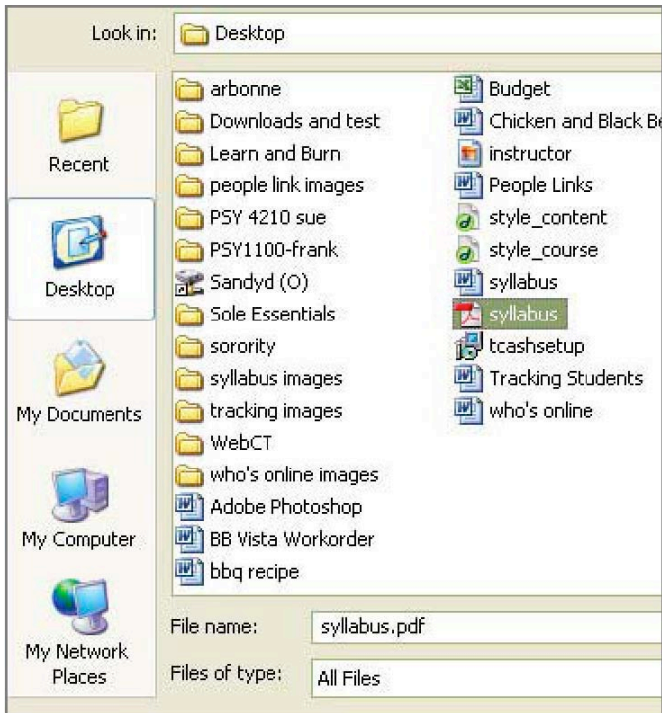 Look in:
Desktop
Recent
Desktop
My Documents
My Computer
My Network
Places
arbonne
Downloads and test
Learn and Burn
people link images
PSY 4210 sue
PSY1100-frank
Sandyd (O)
Sole Essentials
sorority
syllabus images
tracking images
WebCT
who's online images
Adobe Photoshop
BB Vista Workorder
bbq recipe
Budget
Chicken and Black Be
instructor
People Links
style_content
style_course
syllabus
syllabus
tcashsetup
Tracking Students
who's online
File name:
syllabus.pdf
Files of type:
All Files